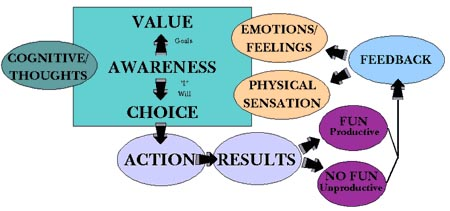 VALUE
Goals
COGNITIVE/
THOUGHTS
AWARENESS
"I"
Will
CHOICE
EMOTIONS/
FEELINGS
PHYSICAL
SENSATION
FEEDBACK
ACTION
RESULTS
FUN
Productive
NO FUN
Unproductive